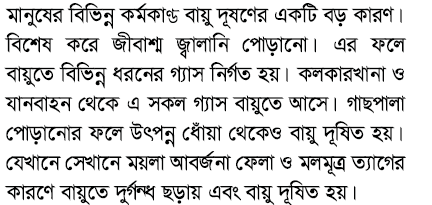 মানুষের বিভিন্ন কর্মকাণ্ড বায়ু দূষণের একটি বড় কারণ।
বিশেষ করে জীবাশ্ম জ্বালানি পোড়ানো। এর ফলে
বায়ুতে বিভিন্ন ধরনের গ্যাস নির্গত হয়। কলকারখানা ও
যানবাহন থেকে এ সকল গ্যাস বায়ুতে আসে। গাছপালা
পোড়ানোর ফলে উৎপন্ন ধোঁয়া থেকেও বায়ু দূষিত হয়।
যেখানে সেখানে ময়লা আবর্জনা ফেলা ও মলমূত্র ত্যাগের
কারণে বায়ুতে দুর্গন্ধ ছড়ায় এবং বায়ু দূষিত হয়।